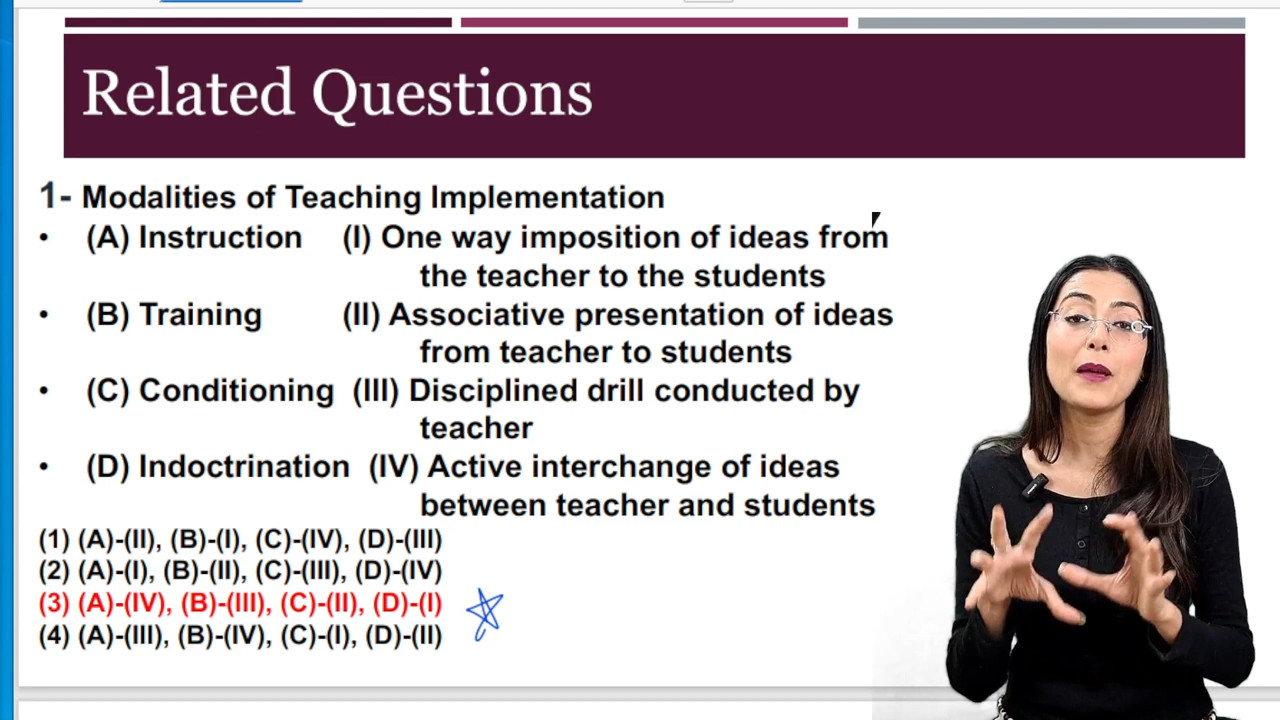 Related Questions
1- Modalities of Teaching Implementation
• (A) Instruction (I) One way imposition of ideas from
the teacher to the students
• (B) Training (II) Associative presentation of ideas
from teacher to students
• (C) Conditioning (III) Disciplined drill conducted by
teacher
• (D) Indoctrination (IV) Active interchange of ideas
between teacher and students
(1) (A)-(II), (B)-(I), (C)-(IV), (D)-(III)
(2) (A)-(I), (B)-(II), (C)-(III), (D)-(IV)
(3) (A)-(IV), (B)-(III), (C)-(II), (D)-(I)
(4) (A)-(III), (B)-(IV), (C)-(I), (D)-(II)